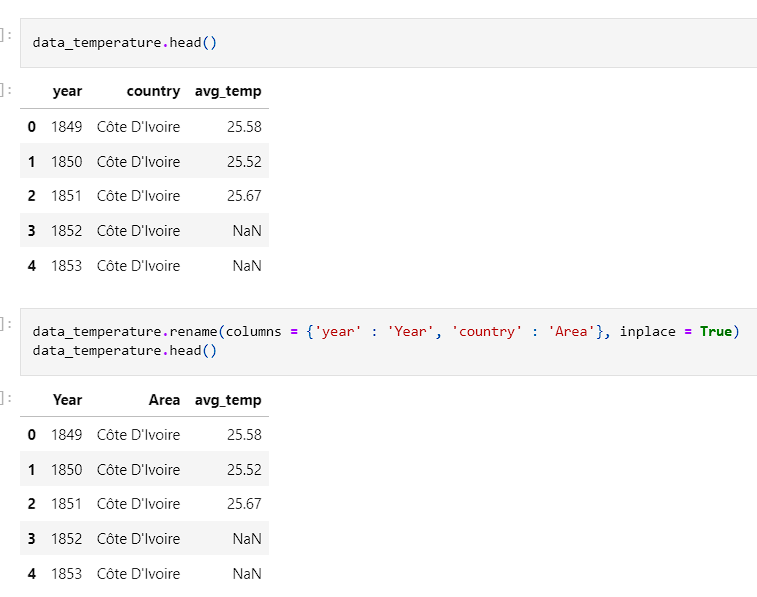 ]:
data_temperature.head()
]:
year country avg_temp
0 1849 Côte D'Ivoire 25.58
1 1850 Côte D'Ivoire 25.52
2 1851 Côte D'Ivoire 25.67
3 1852 Côte D'Ivoire NaN
4 1853 Côte D'Ivoire NaN
]:
data_temperature.rename(columns = {'year' : 'Year', 'country' : 'Area'}, inplace = True)
data_temperature.head()
]:
Year Area avg_temp
0 1849 Côte D'Ivoire 25.58
1 1850 Côte D'Ivoire 25.52
2 1851 Côte D'Ivoire 25.67
3 1852 Côte D'Ivoire NaN
4 1853 Côte D'Ivoire NaN